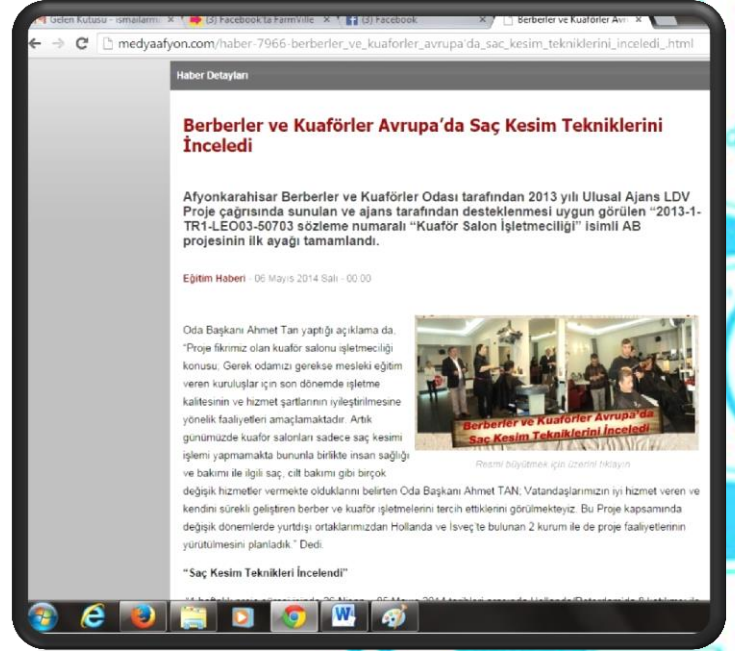 Gelen Kutusu - ismailarmı
(3) Facebook'ta FarmVille
(3) Facebook
Berberler ve Kuaförler Avr
medyaafyon.com/haber-7966-berberler_ve_kuaforler_avrupa'da_sac_kesim_tekniklerini_inceledi_.html
Haber Detayları
Berberler ve Kuaförler Avrupa'da Saç Kesim Tekniklerini
İnceledi
Afyonkarahisar Berberler ve Kuaförler Odası tarafından 2013 yılı Ulusal Ajans LDV
Proje çağrısında sunulan ve ajans tarafından desteklenmesi uygun görülen “2013-1-
TR1-LEO03-50703 sözleme numaralı “Kuaför Salon İşletmeciliği” isimli AB
projesinin ilk ayağı tamamlandı.
Eğitim Haberi - 06 Mayıs 2014 Salı - 00:00
Oda Başkanı Ahmet Tan yaptığı açıklama da,
“Proje fikrimiz olan kuaför salonu işletmeciliği
konusu; Gerek odamızı gerekse mesleki eğitim
veren kuruluşlar için son dönemde işletme
kalitesinin ve hizmet şartlarının iyileştirilmesine
yönelik faaliyetleri amaçlamaktadır. Artık
günümüzde kuaför salonları sadece saç kesimi
işlemi yapmamakta bununla birlikte insan sağlığı
ve bakımı ile ilgili saç, cilt bakımı gibi birçok
Berberler ve Kuaförler Avrupa'da
Saç Kesim Tekniklerini İnceledi
Resmi büyütmek için üzerini tıklayın
değişik hizmetler vermekte olduklarını belirten Oda Başkanı Ahmet TAN; Vatandaşlarımızın iyi hizmet veren ve
kendini sürekli geliştiren berber ve kuaför işletmelerini tercih ettiklerini görülmekteyiz. Bu Proje kapsamında
değişik dönemlerde yurtdışı ortaklarımızdan Hollanda ve İsveç'te bulunan 2 kurum ile de proje faaliyetlerinin
yürütülmesini planladık.” Dedi.
“Saç Kesim Teknikleri İncelendi”